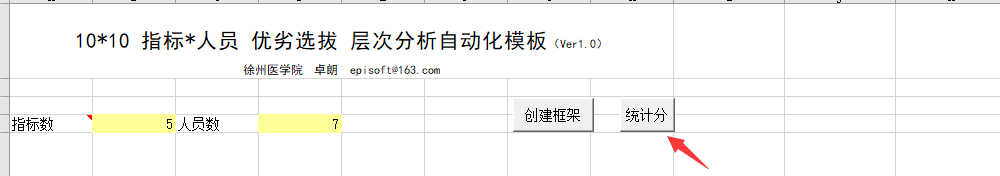 10*10 指标*人员 优劣选拔 层次分析自动化模板（Ver1.0）
徐州医学院 卓朗 episoft@163.com
指标数 5 人员数 7 创建框架 统计分